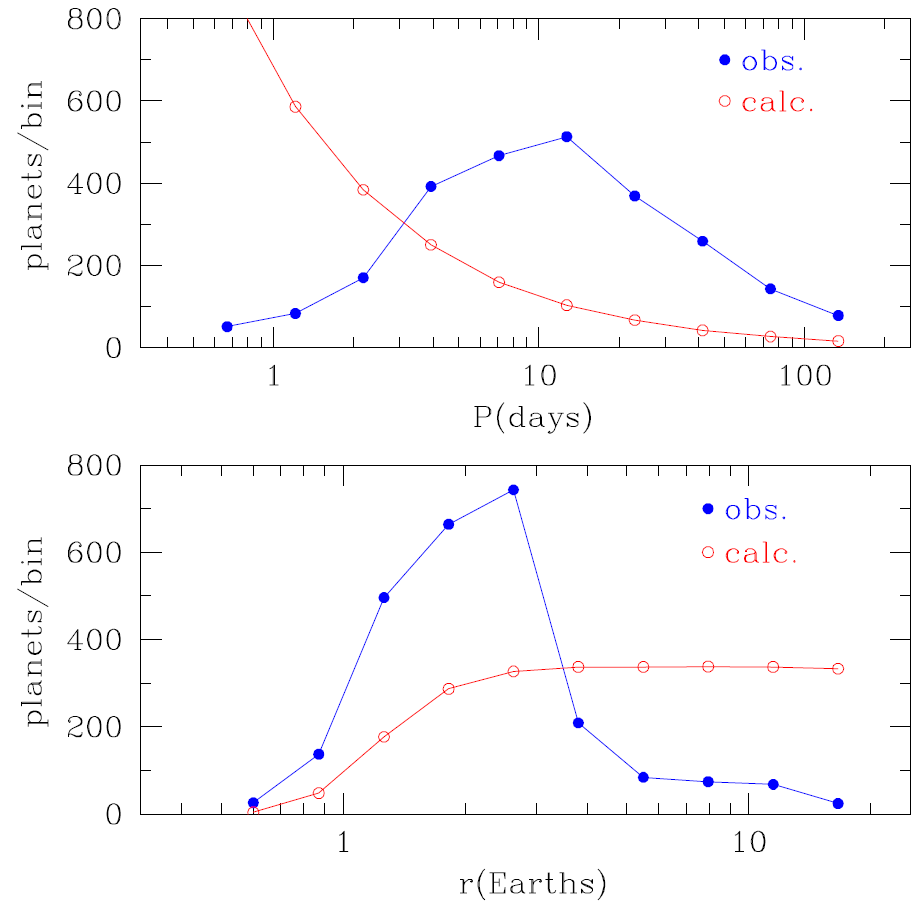 800
600
400
200
0
planets/bin
obs.
calc.
1
10
100
P(days)
800
600
400
200
0
planets/bin
obs.
calc.
1
10
r(Earths)